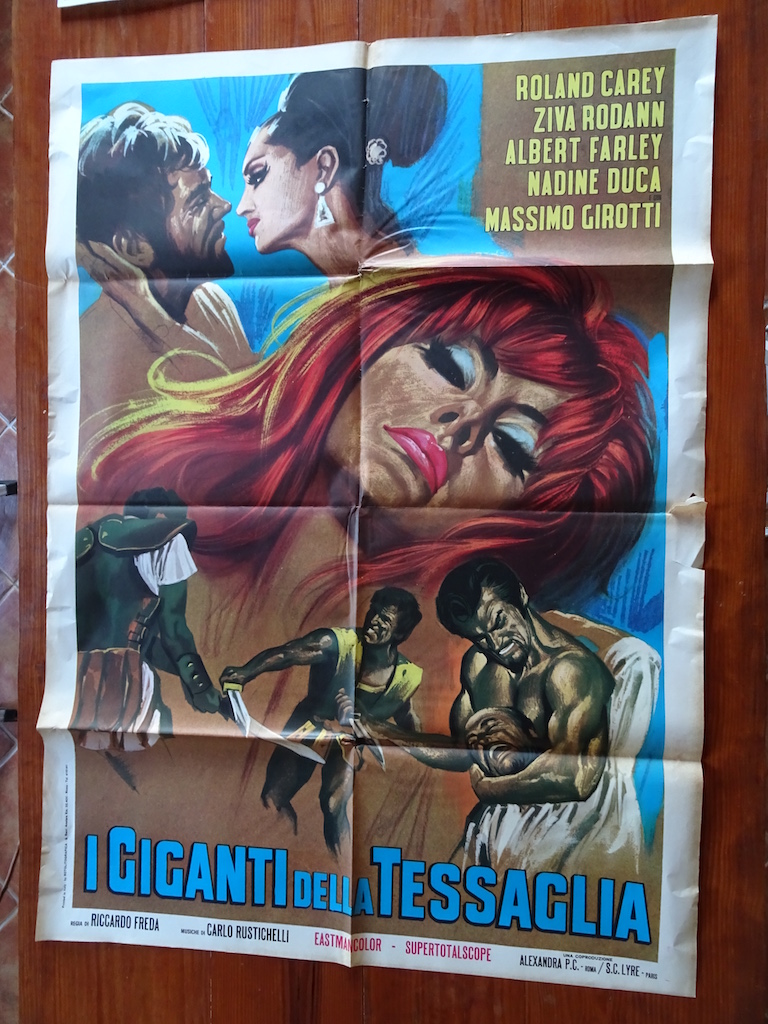 ROLAND CAREY
ZIVA RODANN
ALBERT FARLEY
NADINE DUCA
E CON
MASSIMO GIROTTI
I GIGANTI DELLA TESSAGLIA
REGIA DI RICCARDO FREDA
MUSICHE DI CARLO RUSTICHELLI
EASTMANCOLOR - SUPERTOTALSCOPE
UNA COPRODUZIONE
ALEXANDRA P.C. - ROMA / S.C. LYRE - PARIS